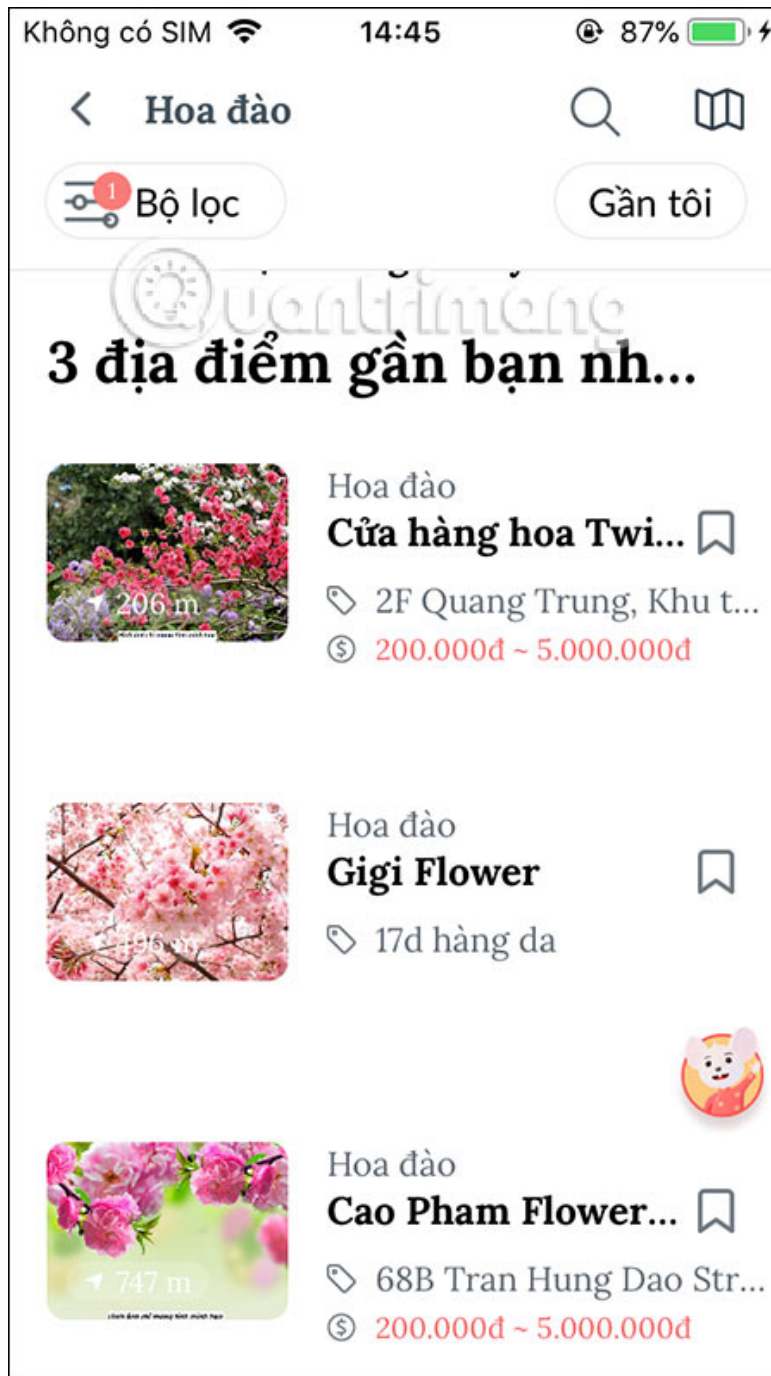 Không có SIM 14:45 87%
Hoa đào
1 Bộ lọc Gần tôi
Quantrimang
3 địa điểm gần bạn nh...
Hoa đào
Cửa hàng hoa Twi...
206 m
2F Quang Trung, Khu t...
200.000đ ~ 5.000.000đ
Hoa đào
Gigi Flower
496 m
17d hàng da
Hoa đào
Cao Pham Flower...
747 m
68B Tran Hung Dao Str...
200.000đ ~ 5.000.000đ